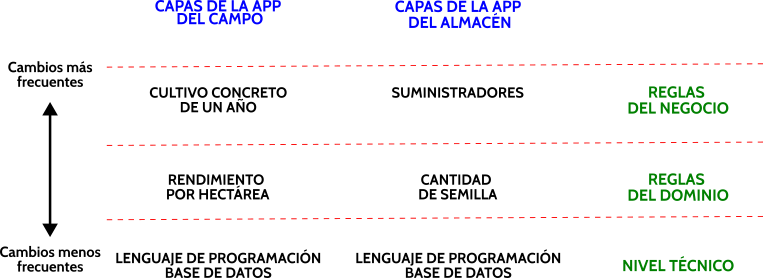 CAPAS DE LA APP
DEL CAMPO
CAPAS DE LA APP
DEL ALMACÉN
Cambios más
frecuentes
CULTIVO CONCRETO
DE UN AÑO
SUMINISTRADORES
REGLAS
DEL NEGOCIO
RENDIMIENTO
POR HECTÁREA
CANTIDAD
DE SEMILLA
REGLAS
DEL DOMINIO
Cambios menos
frecuentes
LENGUAJE DE PROGRAMACIÓN
BASE DE DATOS
LENGUAJE DE PROGRAMACIÓN
BASE DE DATOS
NIVEL TÉCNICO